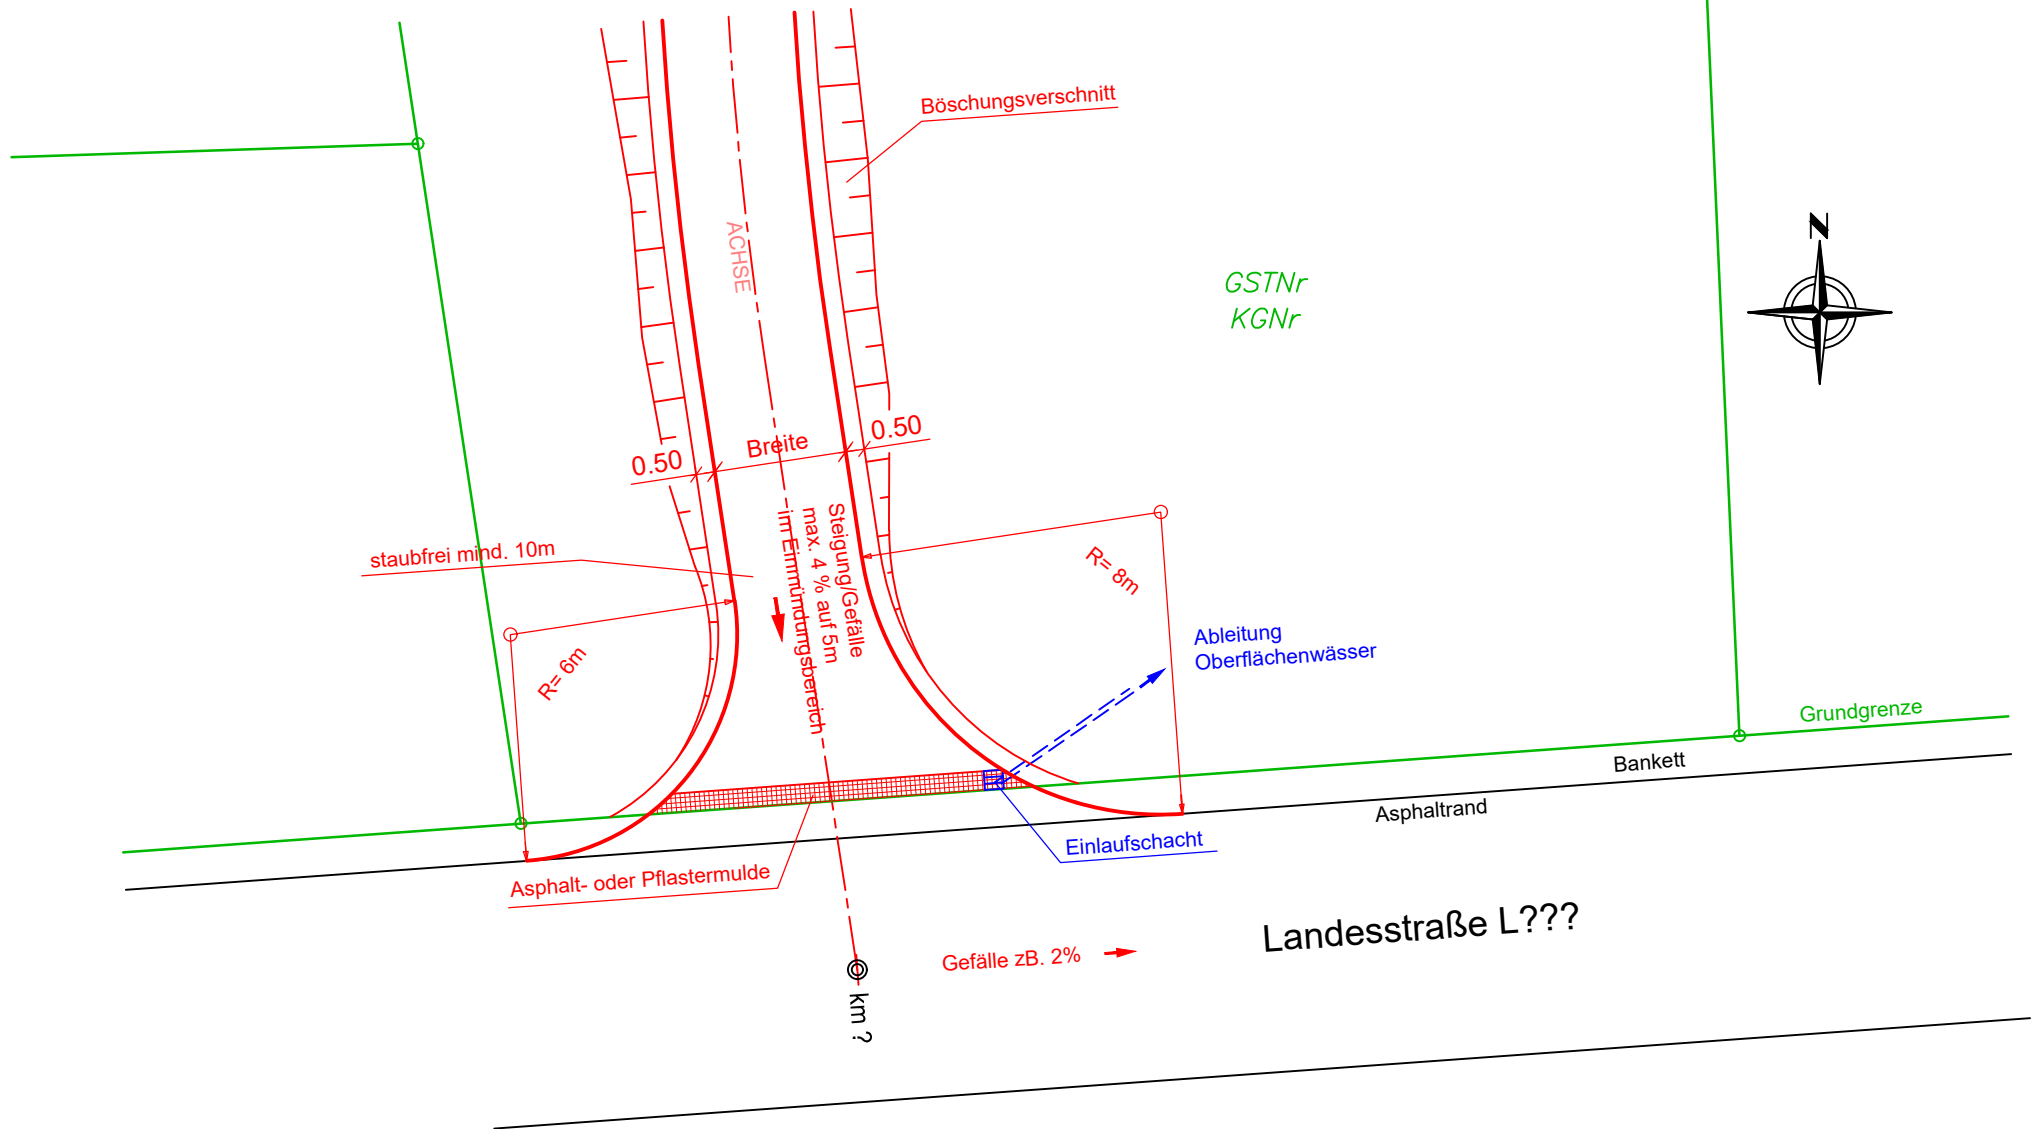 Böschungsverschnitt
ACHSE
N
GSTNr
KGNr
0.50
Breite
0.50
staubfrei mind. 10m
Steigung/Gefälle
max. 4 % auf 5m
im Einmündungsbereich
R= 8m
R= 6m
Ableitung
Oberflächenwässer
Grundgrenze
Bankett
Asphaltrand
Einlaufschacht
Asphalt- oder Pflastermulde
Landesstraße L???
Gefälle zB. 2%
km ?